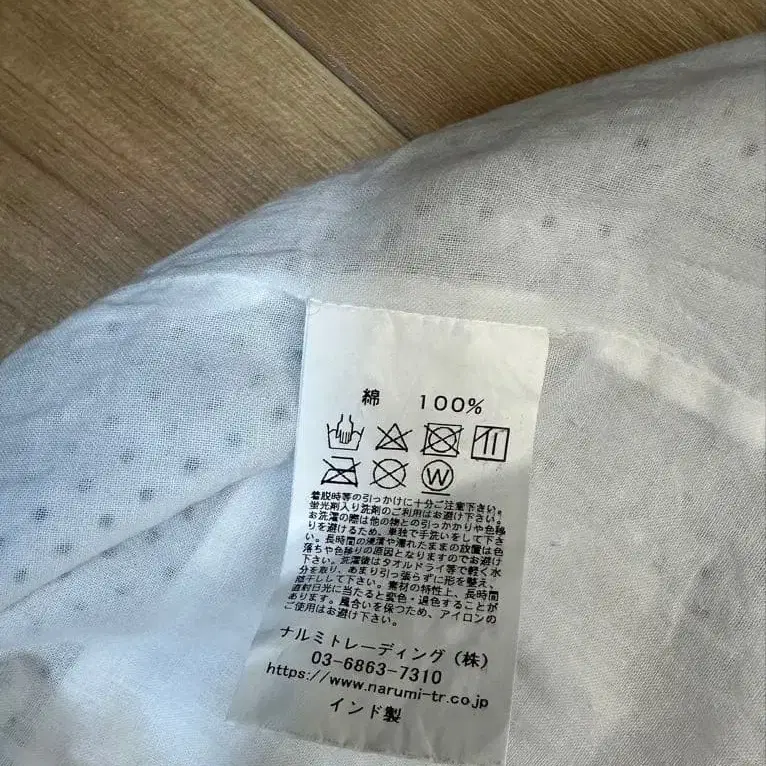 綿 100%
W
着脱時等の引っかけに十分ご注意下さい。
蛍光剤入り洗剤のご利用はお避け下さい。
お洗濯の際は他の物との引っかかりや色移
りを避けるため、単独で手洗いをして下さ
い。長時間の浸漬や濡れたままの放置は色
落ちや色移りの原因となりますのでお避け
下さい。洗濯後はタオルドライ等で軽く水
分を取り、あまり引っ張らずに形を整え、
陰干しして下さい。素材の特性上、長時間
直射日光に当たると変色・退色することが
あります。風合いを保つため、アイロンの
ご使用はお避け下さい。
ナルミトレーディング(株)
03-6863-7310
https://www.narumi-tr.co.jp
インド製